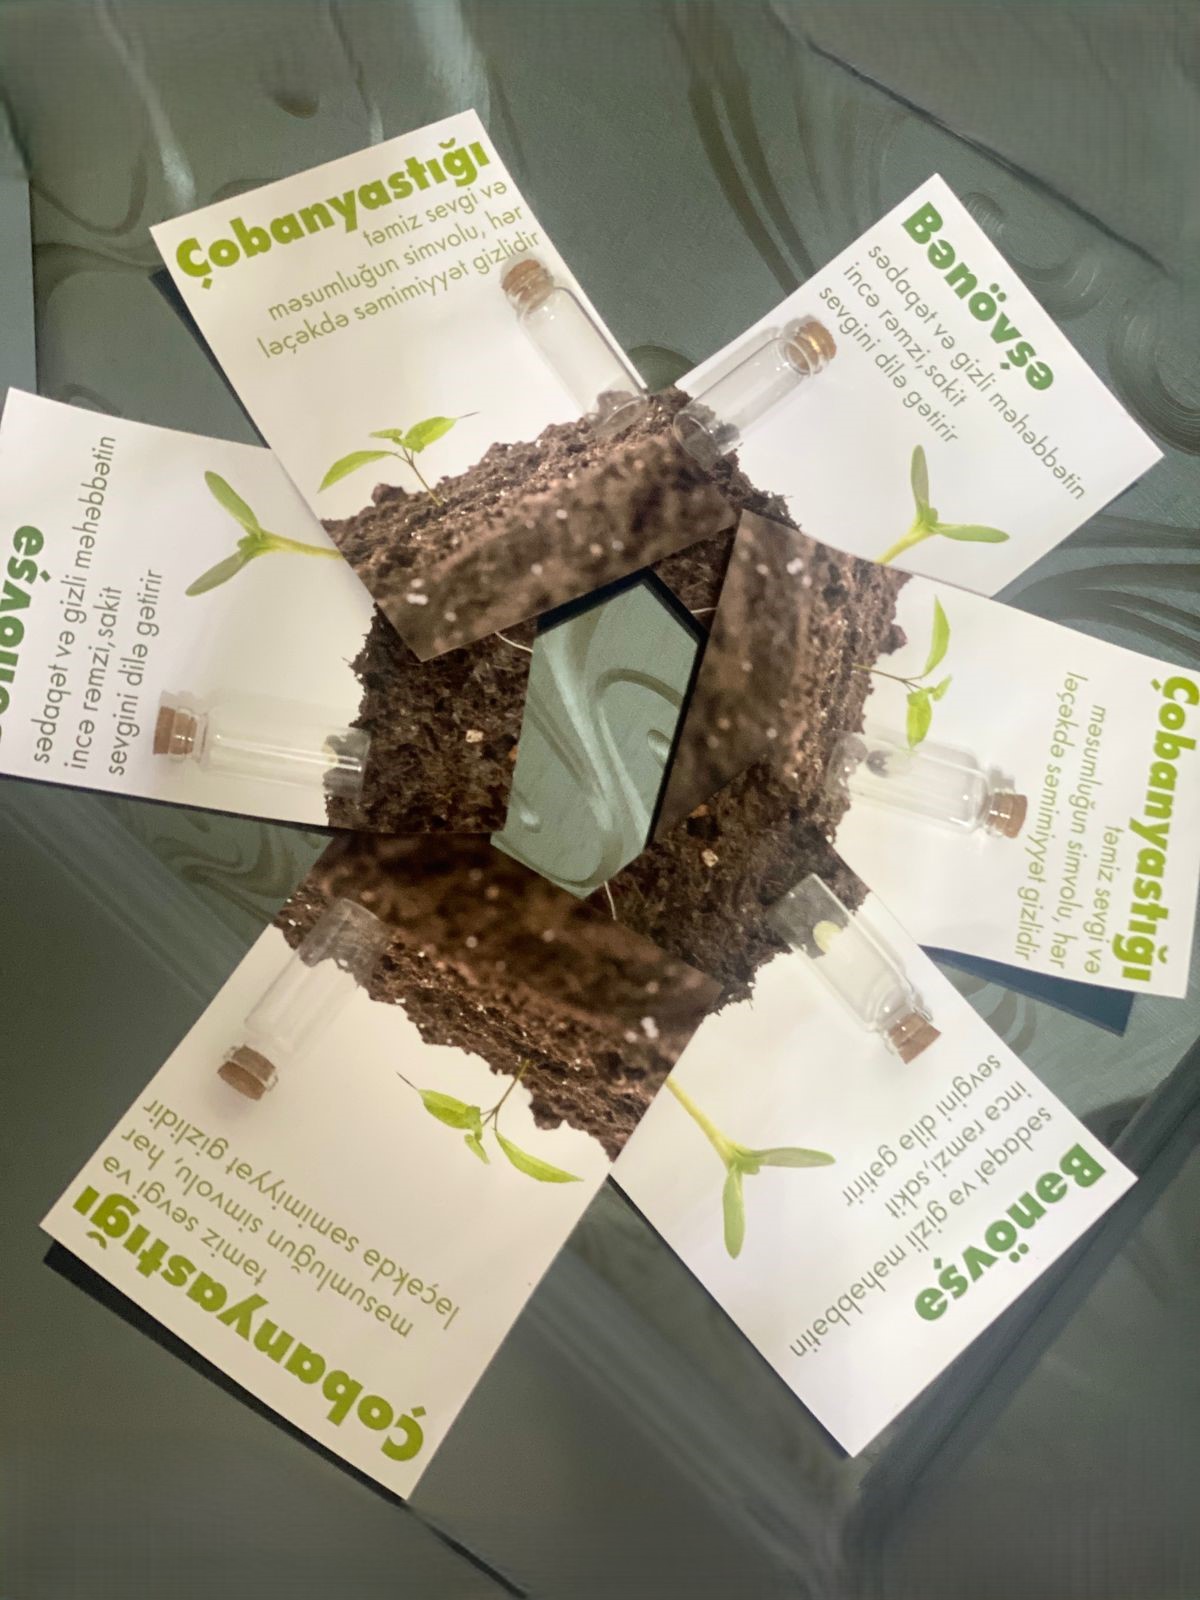 Çobanyastığı
təmiz sevgi və
məsumluğun simvolu, hər
ləçəkdə səmimiyyət gizlidir
Bənövşə
sədaqət və gizli məhəbbətin
incə rəmzi, sakit
sevgini dilə gətirir
Çobanyastığı
təmiz sevgi və
məsumluğun simvolu, hər
ləçəkdə səmimiyyət gizlidir
Bənövşə
sədaqət və gizli məhəbbətin
incə rəmzi, sakit
sevgini dilə gətirir
Çobanyastığı
təmiz sevgi və
məsumluğun simvolu, hər
ləçəkdə səmimiyyət gizlidir
sədaqət və gizli məhəbbətin
incə rəmzi, sakit
sevgini dilə gətirir